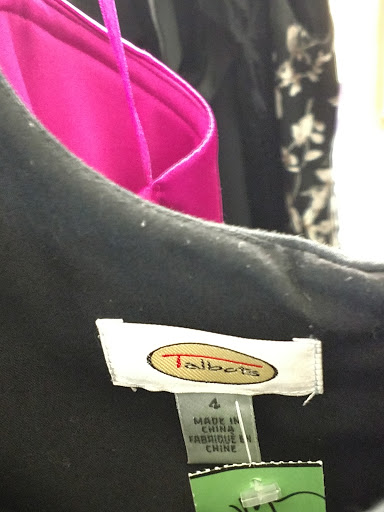 Talbots
4
MADE IN
CHINA
FABRIQUÉ EN
CHINE